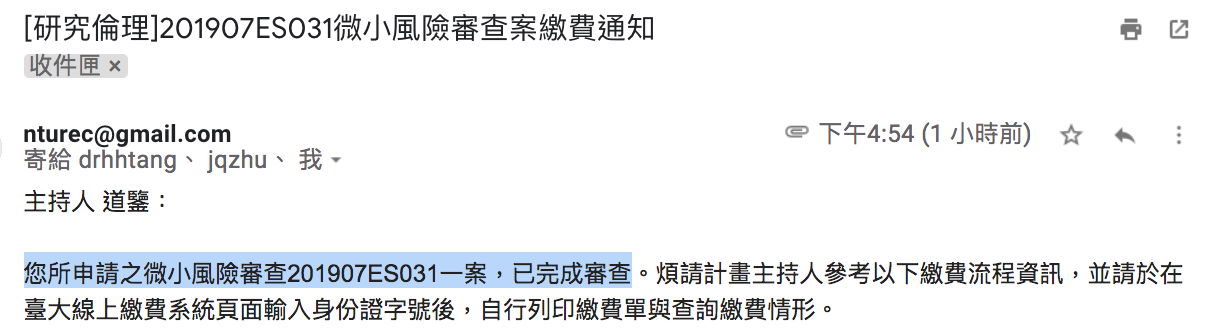 [研究倫理]201907ES031微小風險審查案繳費通知
收件匣 ×
nturec@gmail.com
下午4:54 (1 小時前)
寄給 drhhtang、 jqzhu、 我
主持人 道鑒：
您所申請之微小風險審查201907ES031一案，已完成審查。煩請計畫主持人參考以下繳費流程資訊，並請於在
臺大線上繳費系統頁面輸入身份證字號後，自行列印繳費單與查詢繳費情形。